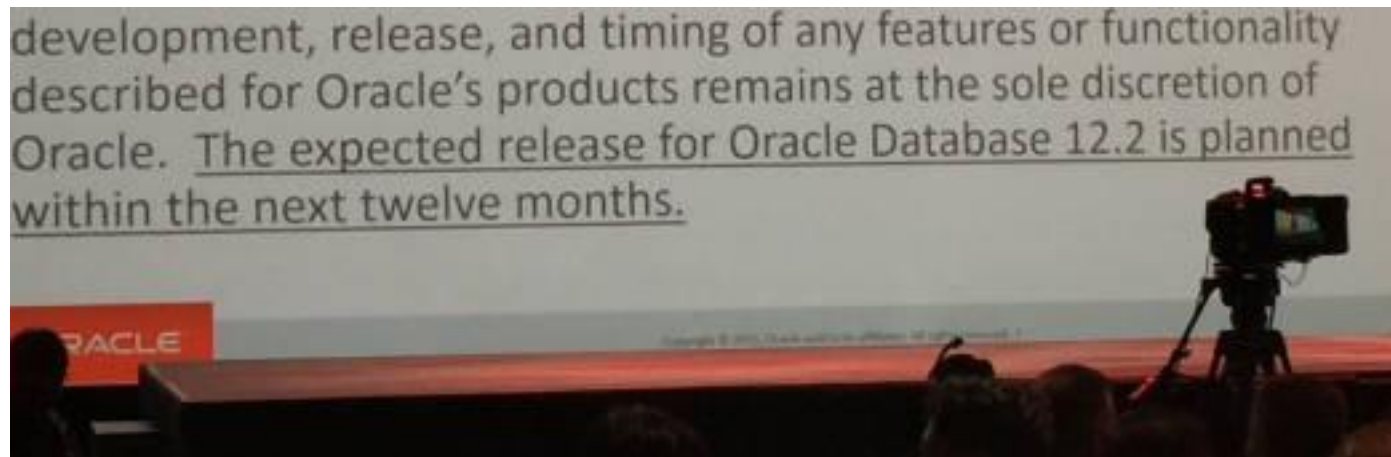 development, release, and timing of any features or functionality
described for Oracle's products remains at the sole discretion of
Oracle. The expected release for Oracle Database 12.2 is planned
within the next twelve months.
RACLE